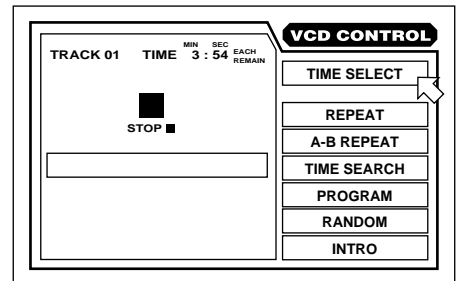 VCD CONTROL
MIN SEC
TRACK 01 TIME 3 : 54 EACH
REMAIN
STOP
TIME SELECT
REPEAT
A-B REPEAT
TIME SEARCH
PROGRAM
RANDOM
INTRO